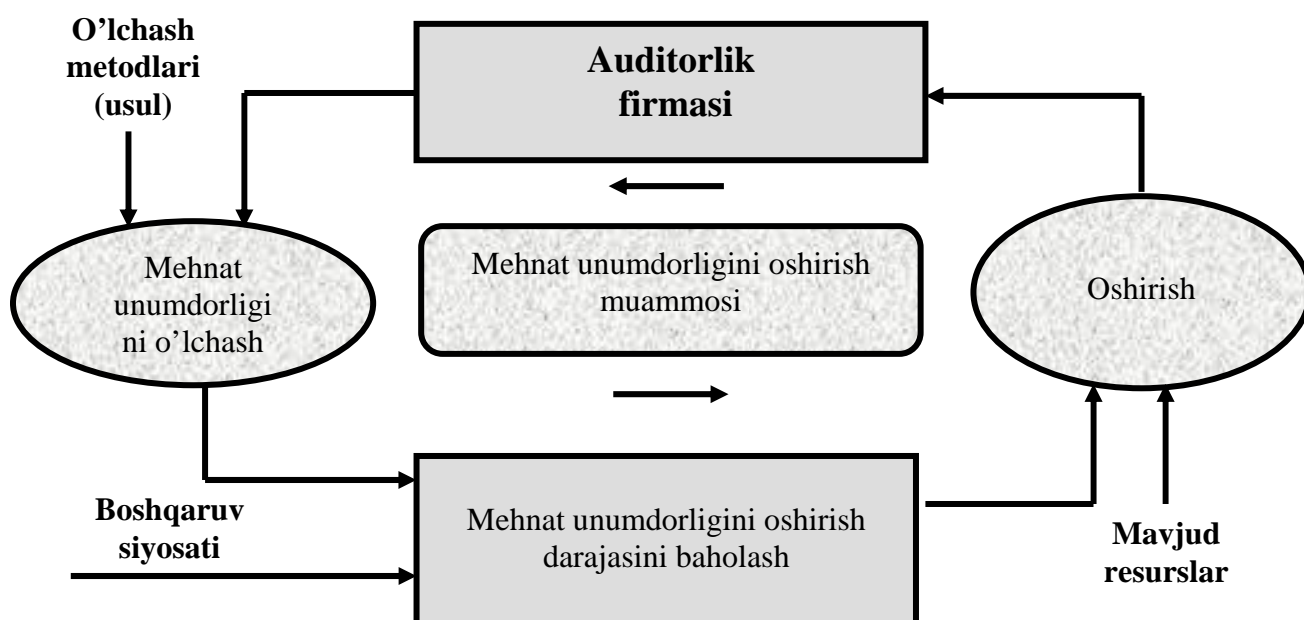 O’lchash
metodlari
(usul)
Auditorlik
firmasi
Mehnat
unumdorligi
ni o’lchash
Mehnat unumdorligini oshirish
muammosi
Oshirish
Boshqaruv
siyosati
Mehnat unumdorligini oshirish
darajasini baholash
Mavjud
resurslar